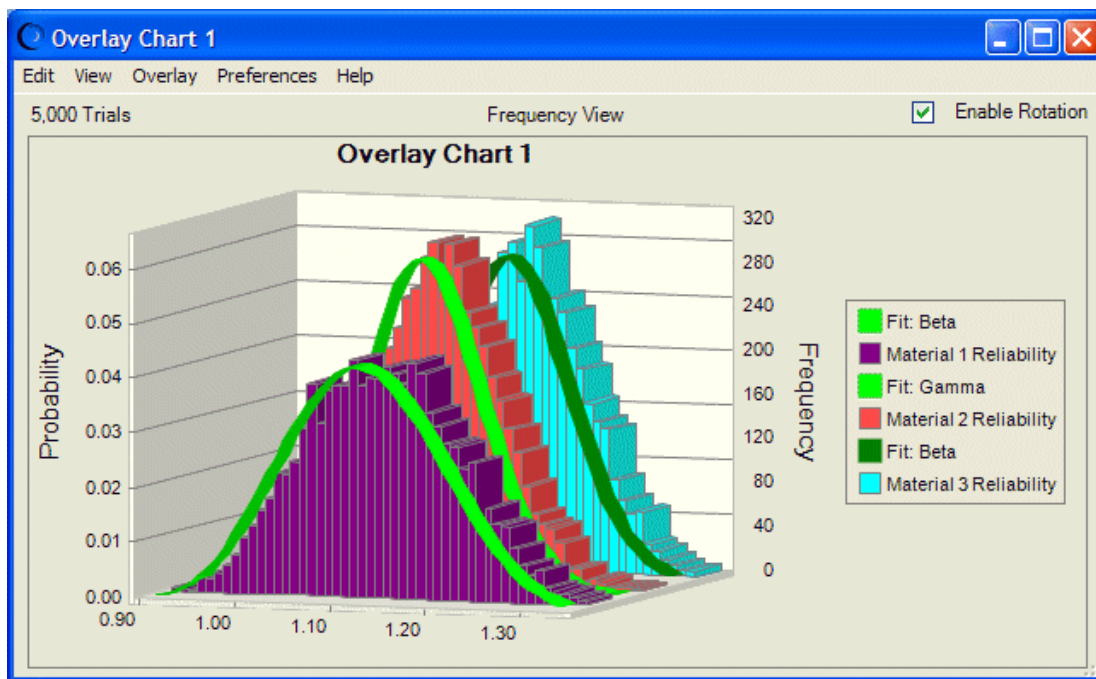 Overlay Chart 1
Edit View Overlay Preferences Help
5,000 Trials Frequency View Enable Rotation
Overlay Chart 1
Probability
0.06
0.05
0.04
0.03
0.02
0.01
0.00
0.90 1.00 1.10 1.20 1.30
320
280
240
200
160
120
80
40
0
Frequency
Fit: Beta
Material 1 Reliability
Fit: Gamma
Material 2 Reliability
Fit: Beta
Material 3 Reliability